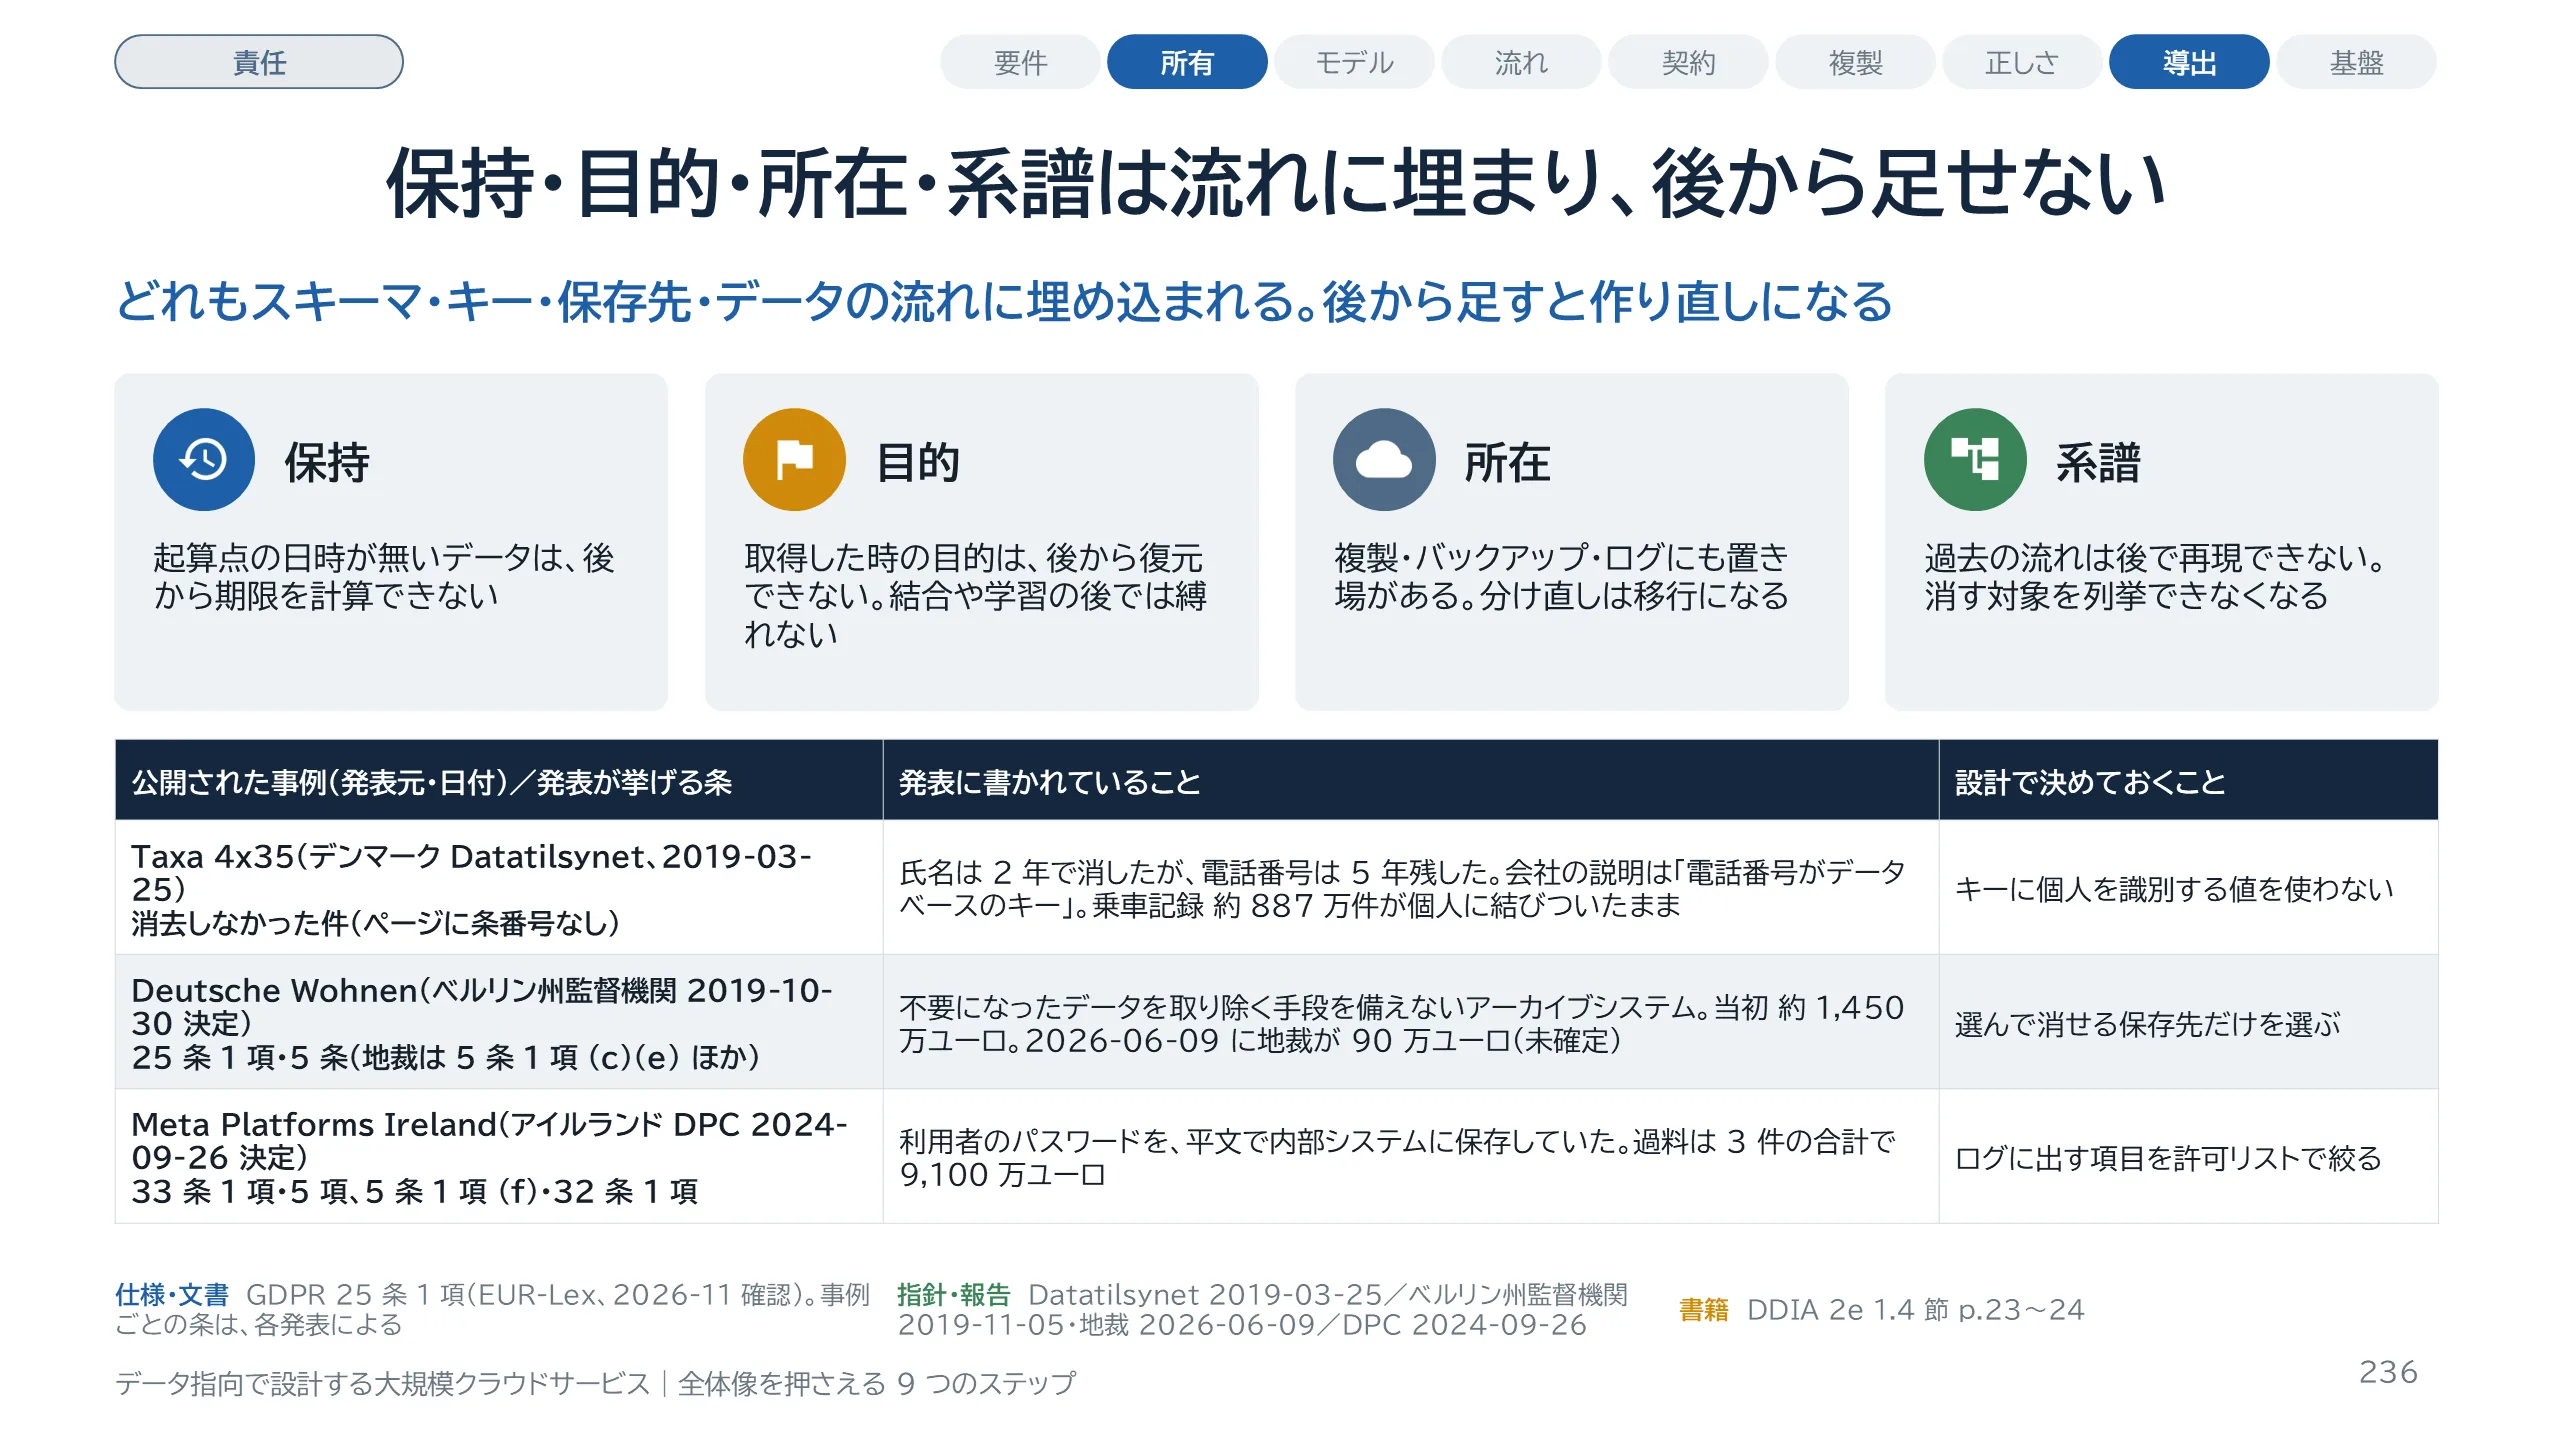 責任
要件
所有
モデル
流れ
契約
複製
正しさ
導出
基盤
保持・目的・所在・系譜は流れに埋まり、後から足せない
どれもスキーマ・キー・保存先・データの流れに埋め込まれる。後から足すと作り直しになる
保持
起算点の日時が無いデータは、後
から期限を計算できない
目的
取得した時の目的は、後から復元
できない。結合や学習の後では縛
れない
所在
複製・バックアップ・ログにも置き
場がある。分け直しは移行になる
系譜
過去の流れは後で再現できない。
消す対象を列挙できなくなる
公開された事例（発表元・日付）／発表が挙げる条
発表に書かれていること
設計で決めておくこと
Taxa 4x35（デンマーク Datatilsynet、2019-03-
25）
消去しなかった件（ページに条番号なし）
氏名は 2 年で消したが、電話番号は 5 年残した。会社の説明は「電話番号がデータ
ベースのキー」。乗車記録 約 887 万件が個人に結びついたまま
キーに個人を識別する値を使わない
Deutsche Wohnen（ベルリン州監督機関 2019-10-
30 決定）
25 条 1 項・5 条（地裁は 5 条 1 項 (c)(e) ほか）
不要になったデータを取り除く手段を備えないアーカイブシステム。当初 約 1,450
万ユーロ。2026-06-09 に地裁が 90 万ユーロ（未確定）
選んで消せる保存先だけを選ぶ
Meta Platforms Ireland（アイルランド DPC 2024-
09-26 決定）
33 条 1 項・5 項、5 条 1 項 (f)・32 条 1 項
利用者のパスワードを、平文で内部システムに保存していた。過料は 3 件の合計で
9,100 万ユーロ
ログに出す項目を許可リストで絞る
仕様・文書 GDPR 25 条 1 項（EUR-Lex、2026-11 確認）。事例
ごとの条は、各発表による
指針・報告 Datatilsynet 2019-03-25／ベルリン州監督機関
2019-11-05・地裁 2026-06-09／DPC 2024-09-26
書籍 DDIA 2e 1.4 節 p.23～24
データ指向で設計する大規模クラウドサービス｜全体像を押さえる 9 つのステップ
236